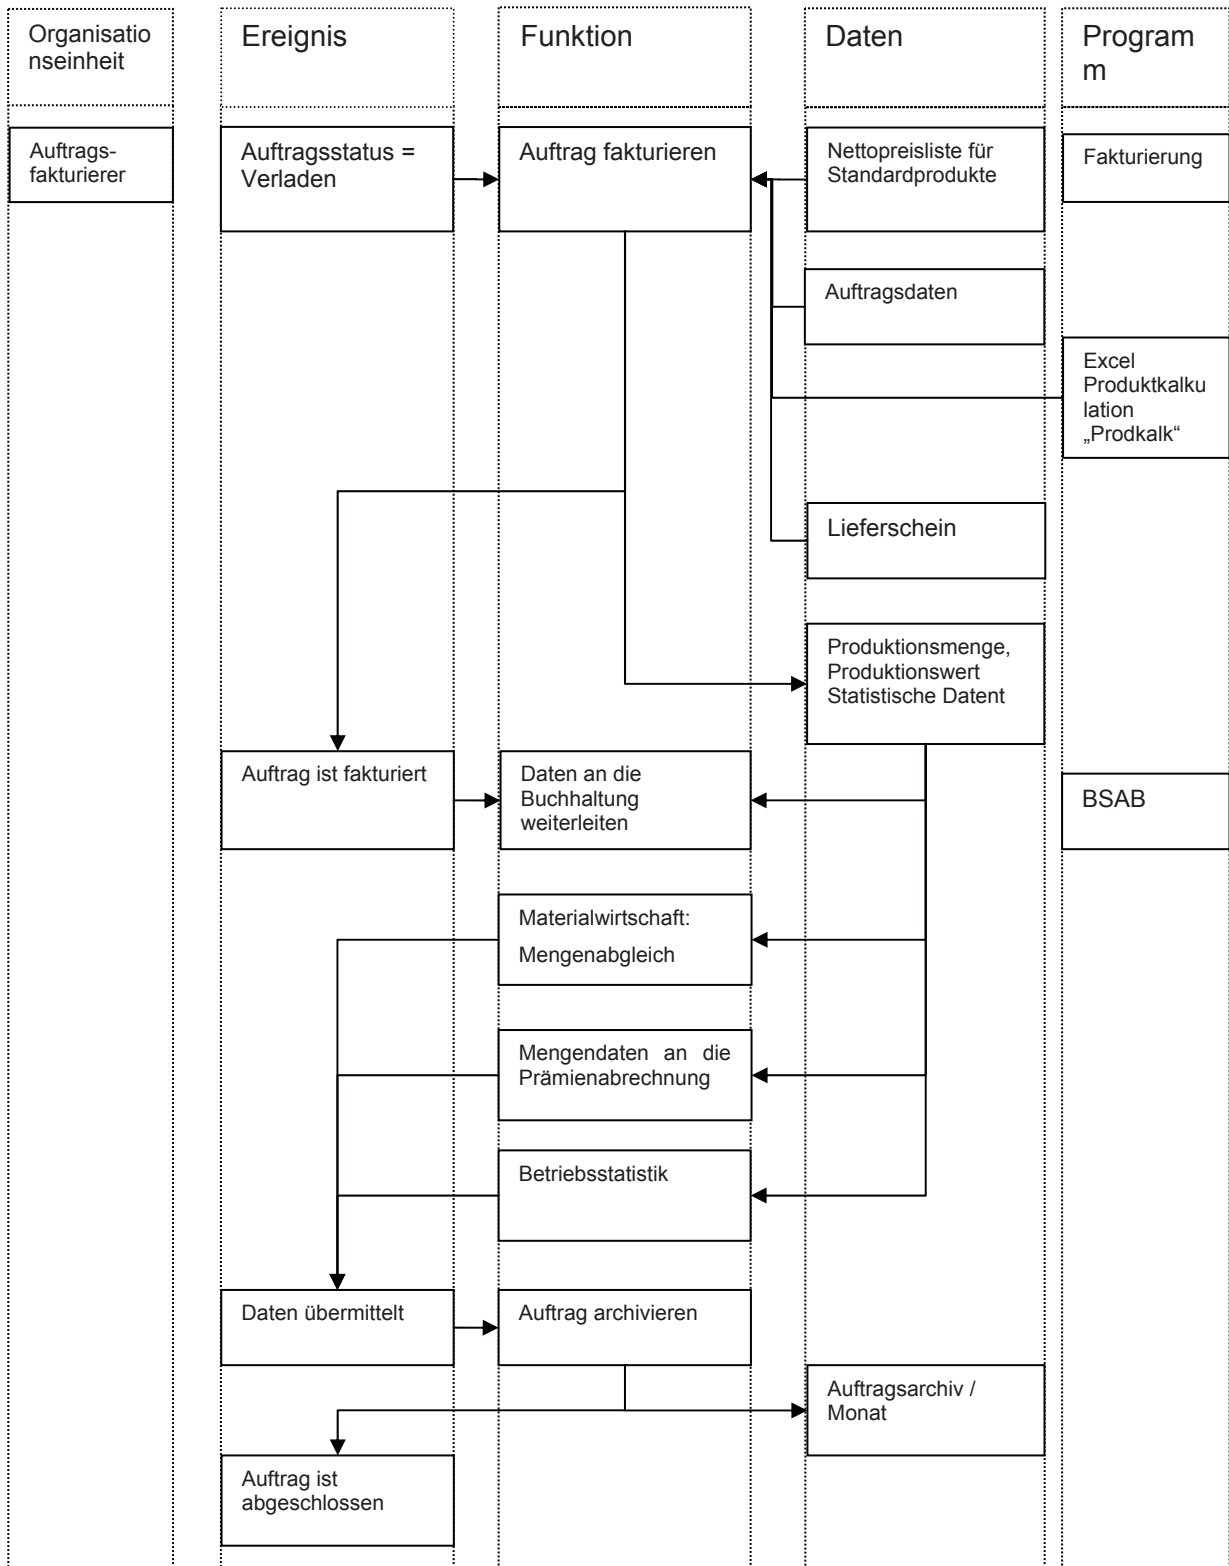 Organisatio
nseinheit
Ereignis
Funktion
Daten
Program
m
Auftrags-
fakturierer
Auftragsstatus =
Verladen
Auftrag fakturieren
Nettopreisliste für
Standardprodukte
Fakturierung
Auftragsdaten
Excel
Produktkalku
lation
„Prodkalk“
Lieferschein
Produktionsmenge,
Produktionswert
Statistische Datent
Auftrag ist fakturiert
Daten an die
Buchhaltung
weiterleiten
BSAB
Materialwirtschaft:
Mengenabgleich
Mengendaten an die
Prämienabrechnung
Betriebsstatistik
Daten übermittelt
Auftrag archivieren
Auftragsarchiv /
Monat
Auftrag ist
abgeschlossen